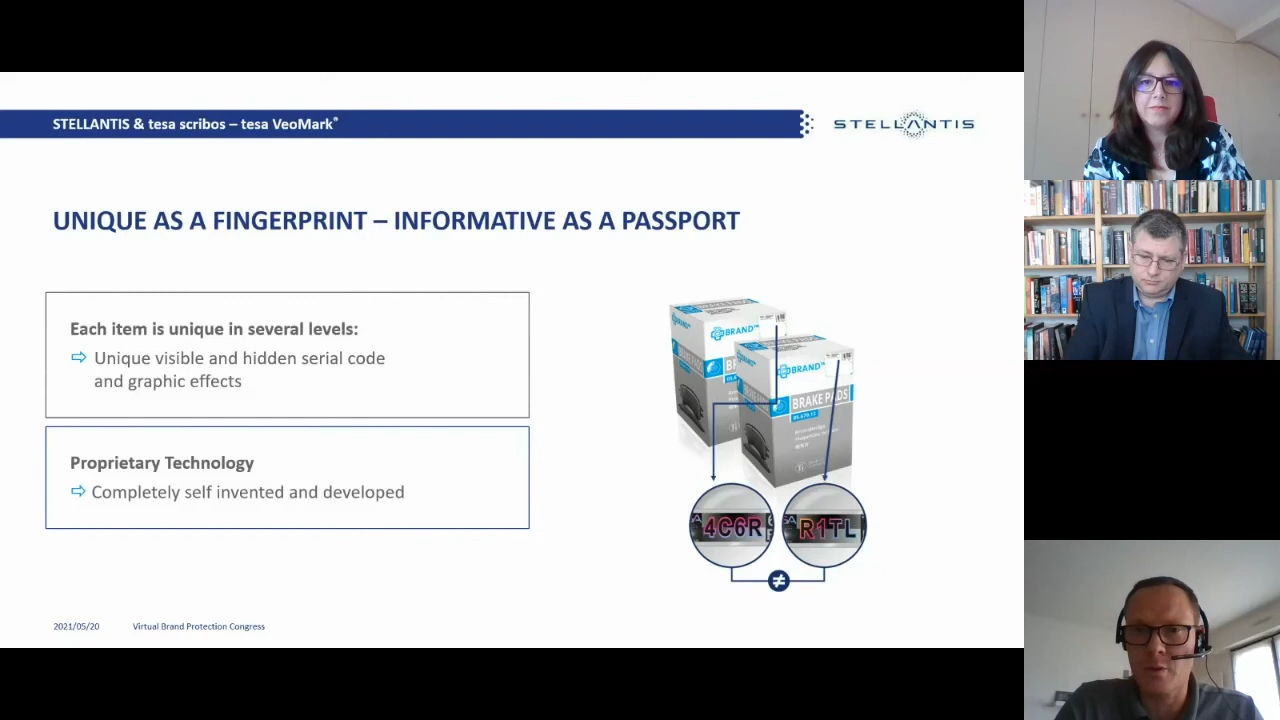 STELLANTIS & tesa scribos – tesa VeoMark®
STELLANTIS
UNIQUE AS A FINGERPRINT – INFORMATIVE AS A PASSPORT
Each item is unique in several levels:
⇨ Unique visible and hidden serial code
and graphic effects
Proprietary Technology
⇨ Completely self invented and developed
BRAND™
BRAND™
BRAKE PADS
4C6R
R1TL
≠
2021/05/20
Virtual Brand Protection Congress